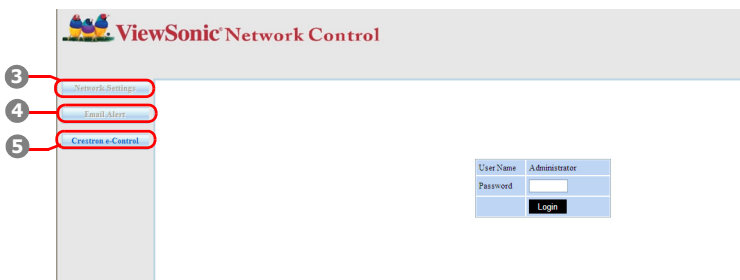 ViewSonic® Network Control
3 Network Settings
4 Email Alert
5 Crestron e-Control
User Name Administrator
Password
Login